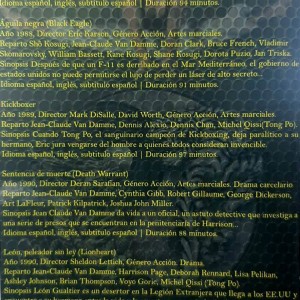 Idioma español, inglés, subtitulo español | Duración 94 minutos.
Águila negra (Black Eagle)
Año 1988, Director Eric Karson, Género Acción, Artes marciales.
Reparto Shô Kosugi, Jean-Claude Van Damme, Doran Clark, Bruce French, Vladimir
Skomarovsky, William Bassett, Kane Kosugi, Shane Kosugi, Dorota Puzio, Jan Triska.
Sinopsis Después de que un F-11 es derribado en el Mar Mediterráneo, el gobierno de
estados unidos no puede permitirse el lujo de perder un láser de alto secreto...
Idioma español, inglés, subtitulo español | Duración 91 minutos.
Kickboxer
Año 1989, Director Mark DiSalle, David Worth, Género Acción, Artes marciales.
Reparto Jean-Claude Van Damme, Dennis Alexio, Dennis Chan, Michel Qissi(Tong Po).
Sinopsis Cuando Tong Po, el sanguinario campeón de Kickboxing, deja paralítico a su
hermano, Eric jura vengarse del hombre a quienes todos consideran invencible.
Idioma español, inglés, subtitulo español | Duración 97 minutos.
Sentencia de muerte (Death Warrant)
Año 1990, Director Deran Sarafian, Género Acción, Artes marciales. Drama carcelario
Reparto Jean-Claude Van Damme, Cynthia Gibb, Robert Guillaume, George Dickerson,
Art LaFleur, Patrick Kilpatrick, Joshua John Miller.
Sinopsis Jean Claude Van Damme da vida a un oficial, un astuto detective que investiga a
una serie de presos que se encuentran en la penitenciaría de Harrison...
Idioma español, inglés, subtitulo español | Duración 88 minutos.
León, peleador sin ley (Lionheart)
Año 1990, Director Sheldon Lettich, Género Acción, Drama.
Reparto Jean-Claude Van Damme, Harrison Page, Deborah Rennard, Lisa Pelikan,
Ashley Johnson, Brian Thompson, Voyo Goric, Michel Qissi (Tong Po).
Sinopsis León Gaultier es un desertor en la Legión Extranjera que llega a los EE.UU y